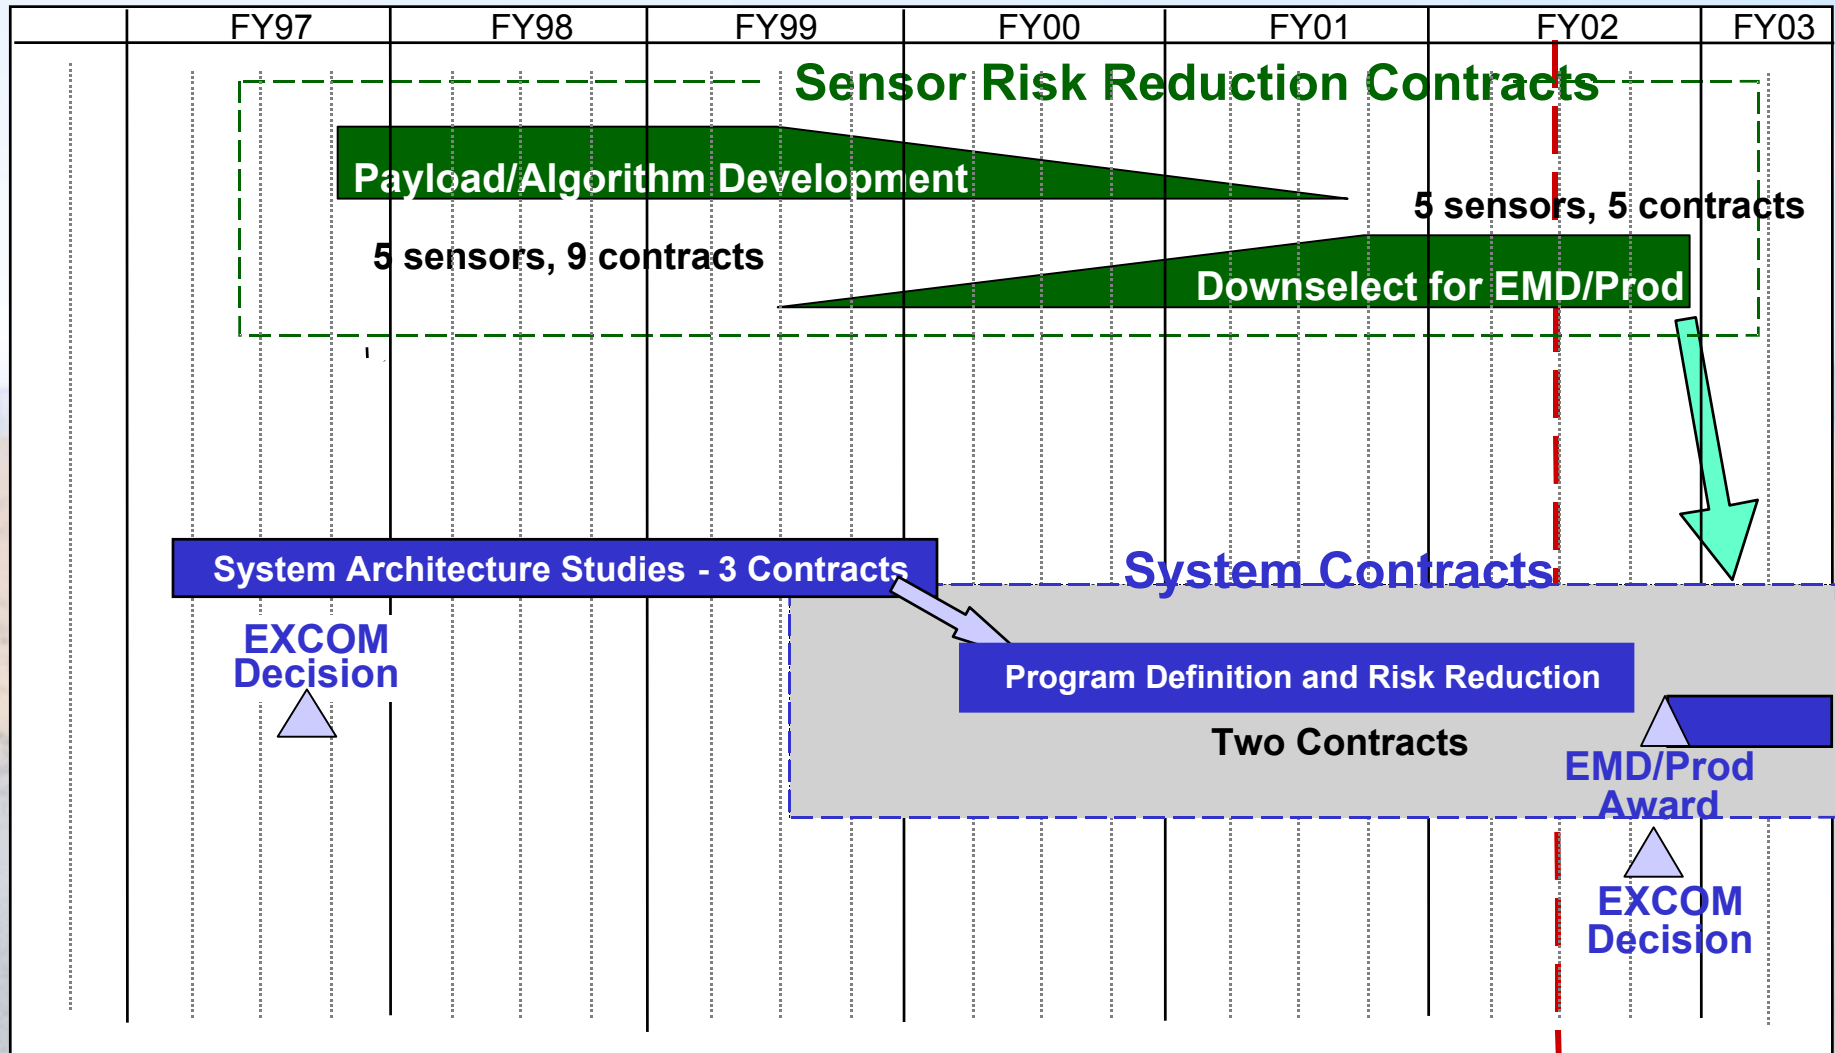 FY97 FY98 FY99 FY00 FY01 FY02 FY03
Sensor Risk Reduction Contracts
Payload/Algorithm Development
5 sensors, 5 contracts
5 sensors, 9 contracts
Downselect for EMD/Prod
System Architecture Studies - 3 Contracts
System Contracts
EXCOM
Decision
Program Definition and Risk Reduction
Two Contracts
EMD/Prod
Award
EXCOM
Decision